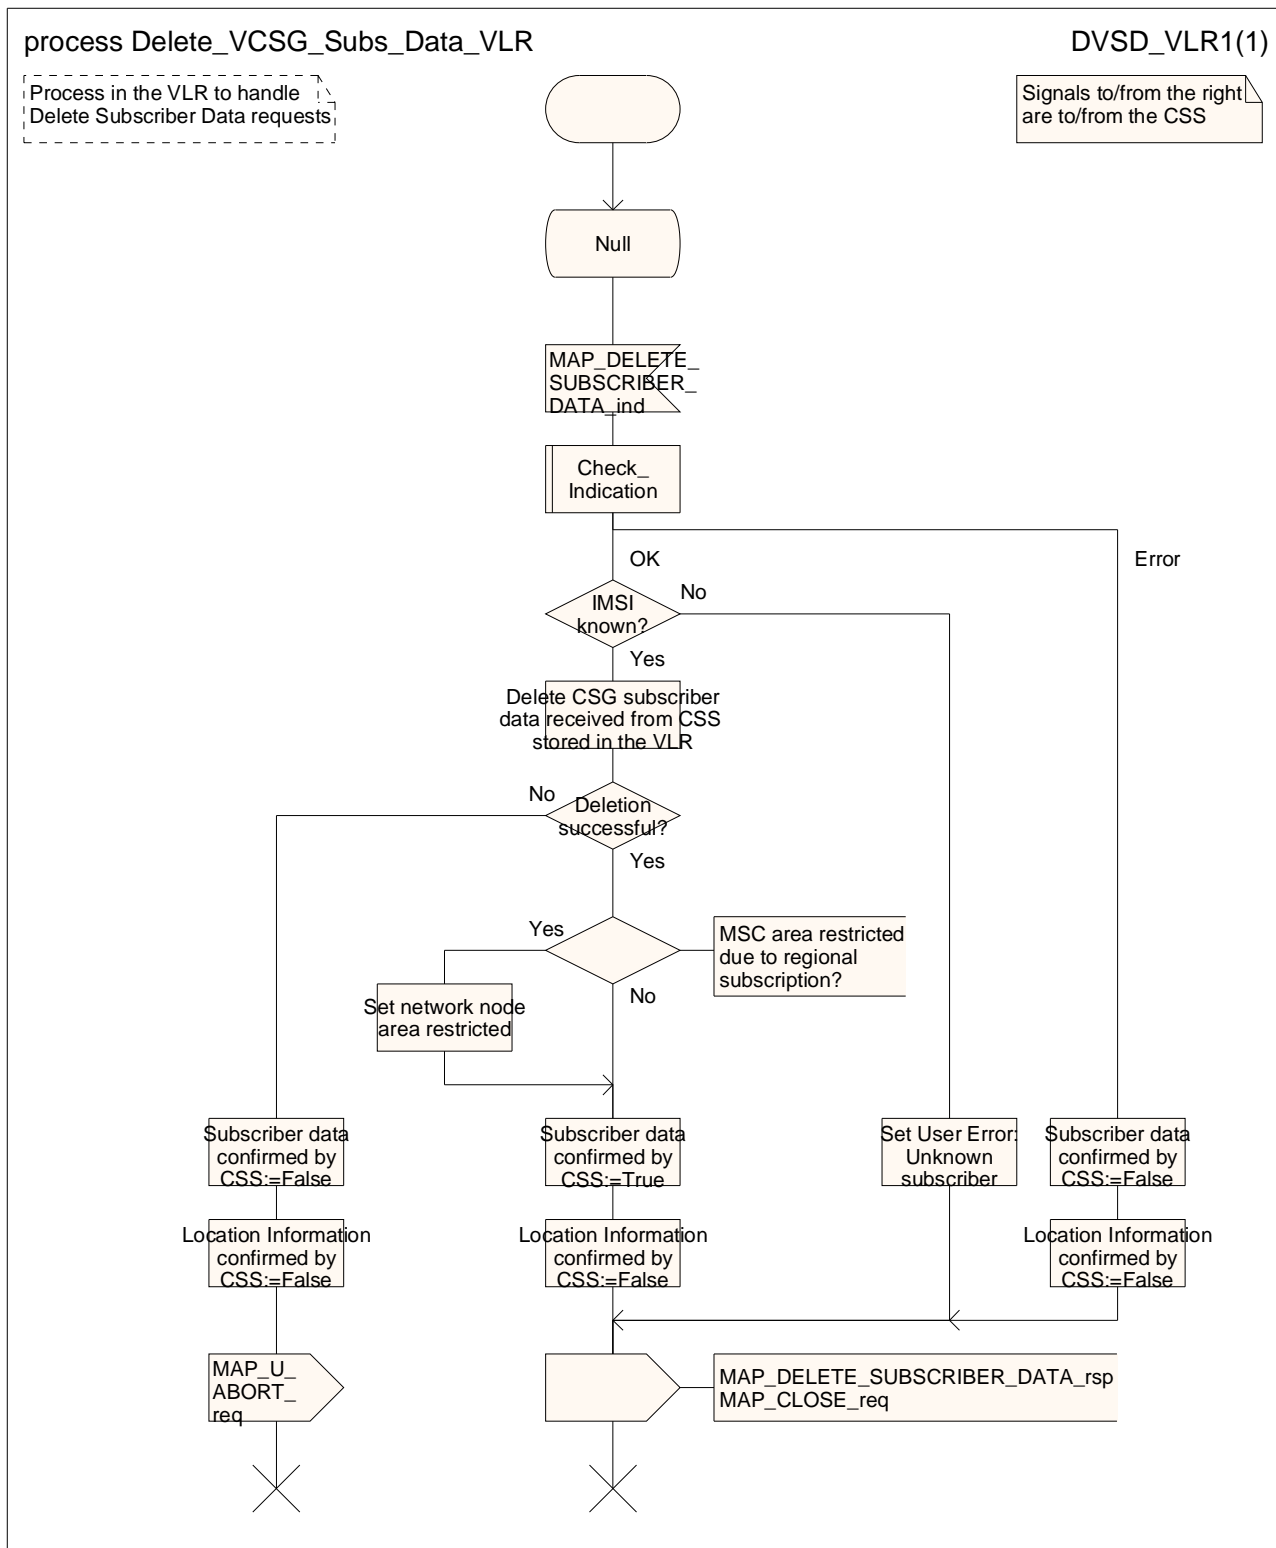 process Delete_VCSG_Subs_Data_VLR
DVSD_VLR1(1)
Process in the VLR to handle
Delete Subscriber Data requests
Signals to/from the right
are to/from the CSS
Null
MAP_DELETE_
SUBSCRIBER_
DATA_ind
Check_
Indication
OK
Error
IMSI
known?
No
Yes
Delete CSG subscriber
data received from CSS
stored in the VLR
No
Deletion
successful?
Yes
Yes
MSC area restricted
due to regional
subscription?
No
Set network node
area restricted
Subscriber data
confirmed by
CSS:=False
Subscriber data
confirmed by
CSS:=True
Set User Error:
Unknown
subscriber
Subscriber data
confirmed by
CSS:=False
Location Information
confirmed by
CSS:=False
Location Information
confirmed by
CSS:=False
Location Information
confirmed by
CSS:=False
MAP_U_
ABORT_
req
MAP_DELETE_SUBSCRIBER_DATA_rsp
MAP_CLOSE_req